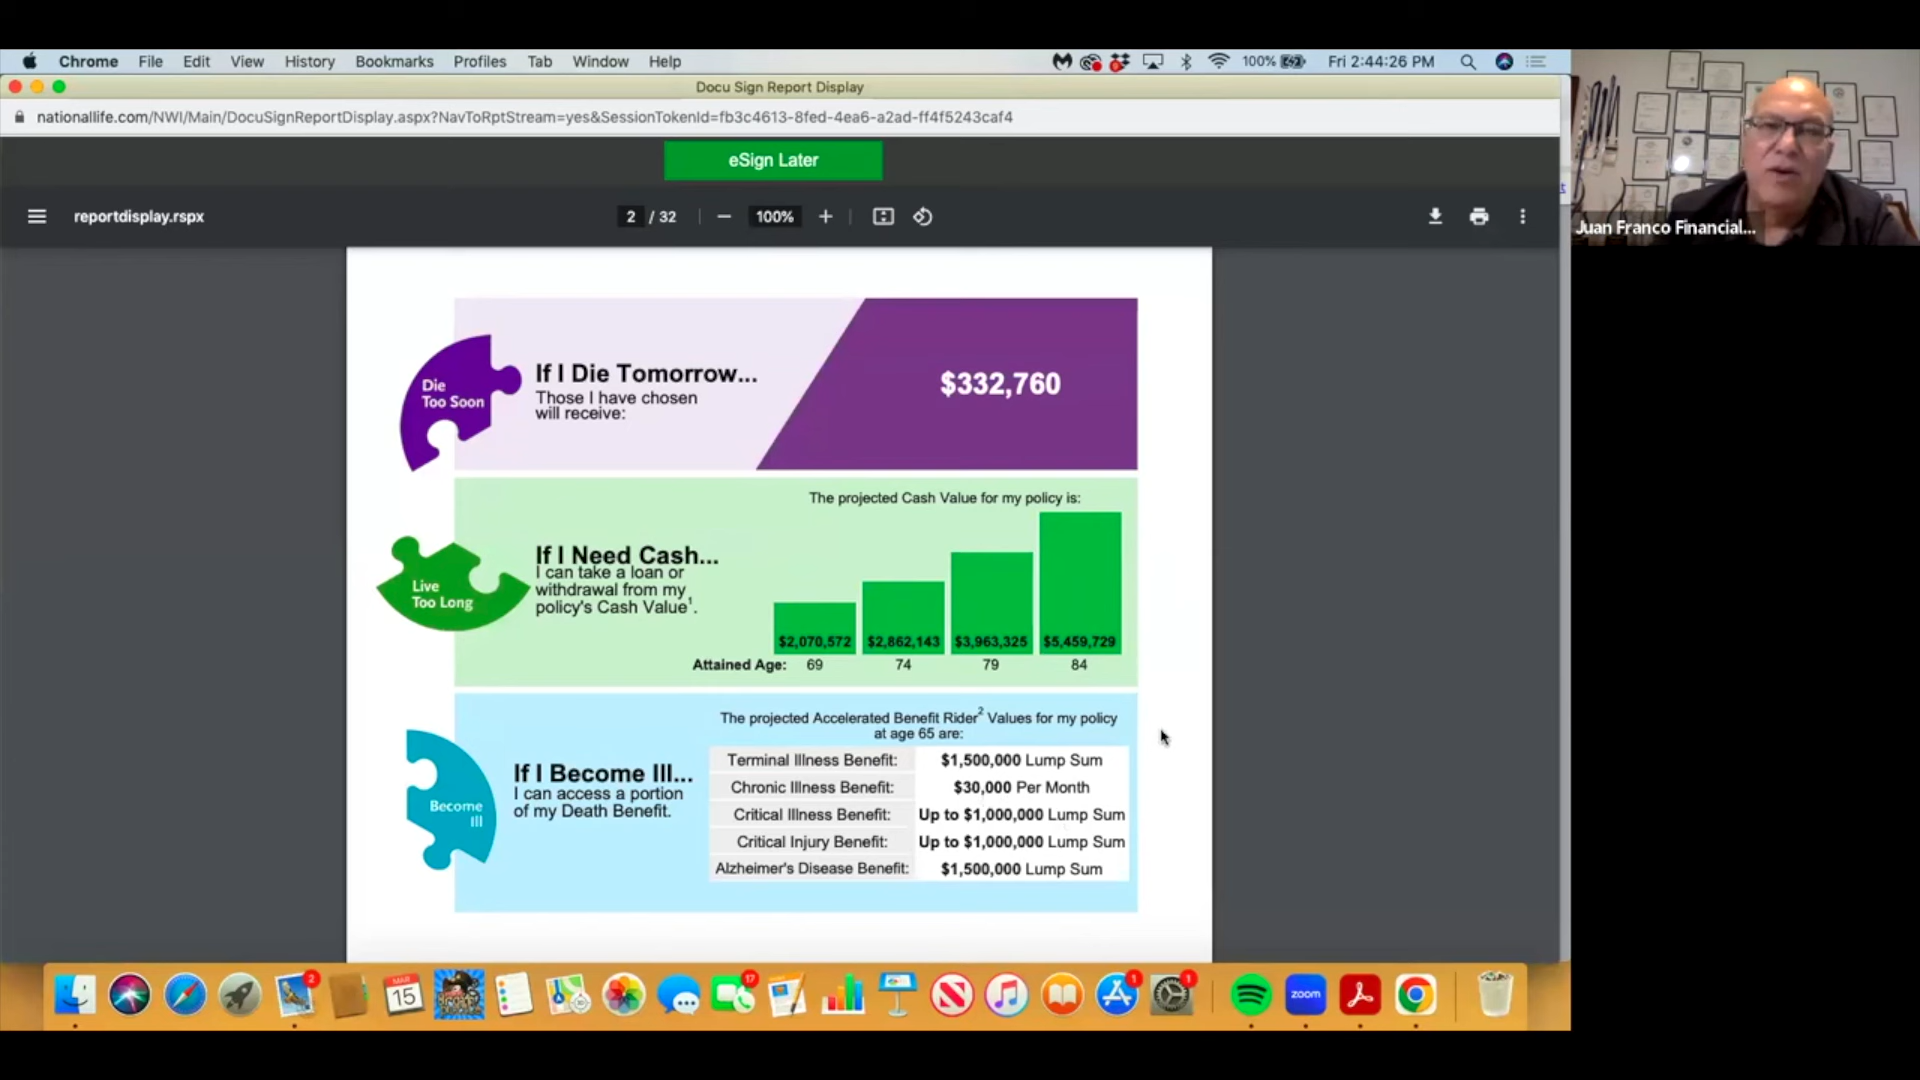 Chrome File Edit View History Bookmarks Profiles Tab Window Help 100% Fri 2:44:26 PM
Docu Sign Report Display
nationallife.com/NWI/Main/DocuSignReportDisplay.aspx?NavToRptStream=yes&SessionTokenId=fb3c4613-8fed-4ea6-a2ad-ff4f5243caf4
eSign Later
reportdisplay.rspx 2 / 32 100%
Juan Franco Financial...
Die
Too Soon
If I Die Tomorrow...
Those I have chosen
will receive:
$332,760
The projected Cash Value for my policy is:
Live
Too Long
If I Need Cash...
I can take a loan or
withdrawal from my
policy's Cash Value1.
$2,070,572 $2,862,143 $3,963,325 $5,459,729
Attained Age: 69 74 79 84
The projected Accelerated Benefit Rider2 Values for my policy
at age 65 are:
Become
Ill
If I Become Ill...
I can access a portion
of my Death Benefit.
Terminal Illness Benefit: $1,500,000 Lump Sum
Chronic Illness Benefit: $30,000 Per Month
Critical Illness Benefit: Up to $1,000,000 Lump Sum
Critical Injury Benefit: Up to $1,000,000 Lump Sum
Alzheimer's Disease Benefit: $1,500,000 Lump Sum
2
MAR
15
17
1
1
zoom